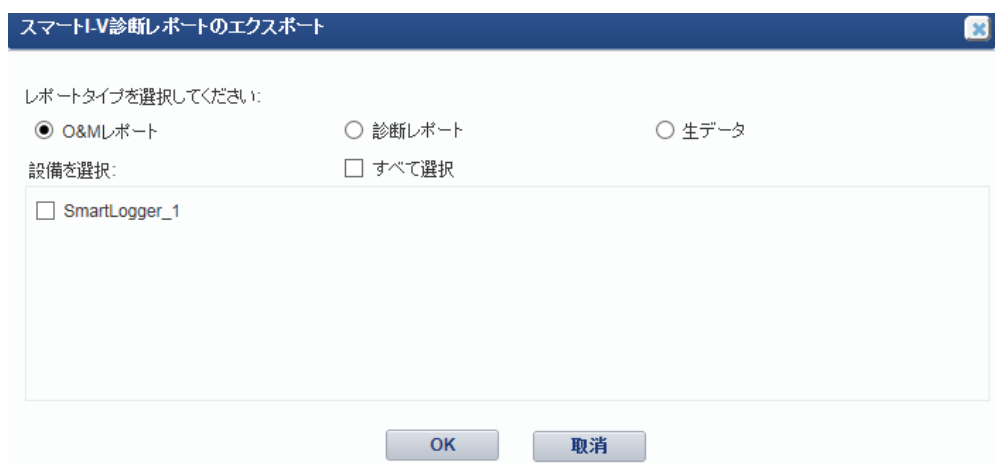 スマートI-V診断レポートのエクスポート
レポートタイプを選択してください:
O&Mレポート 診断レポート 生データ
設備を選択: すべて選択
SmartLogger_1
OK 取消